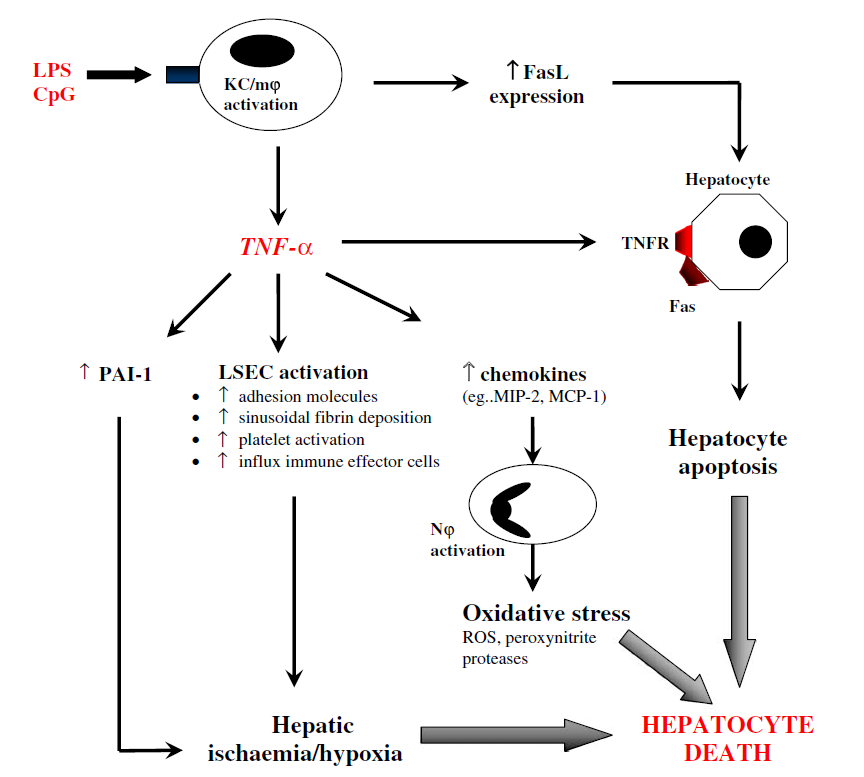 LPS
CpG
KC/mφ
activation
↑ FasL
expression
Hepatocyte
TNF-α
TNFR
Fas
↑ PAI-1
LSEC activation
• ↑ adhesion molecules
• ↑ sinusoidal fibrin deposition
• ↑ platelet activation
• ↑ influx immune effector cells
↑ chemokines
(eg..MIP-2, MCP-1)
Hepatocyte
apoptosis
Nφ
activation
Oxidative stress
ROS, peroxynitrite
proteases
Hepatic
ischaemia/hypoxia
HEPATOCYTE
DEATH